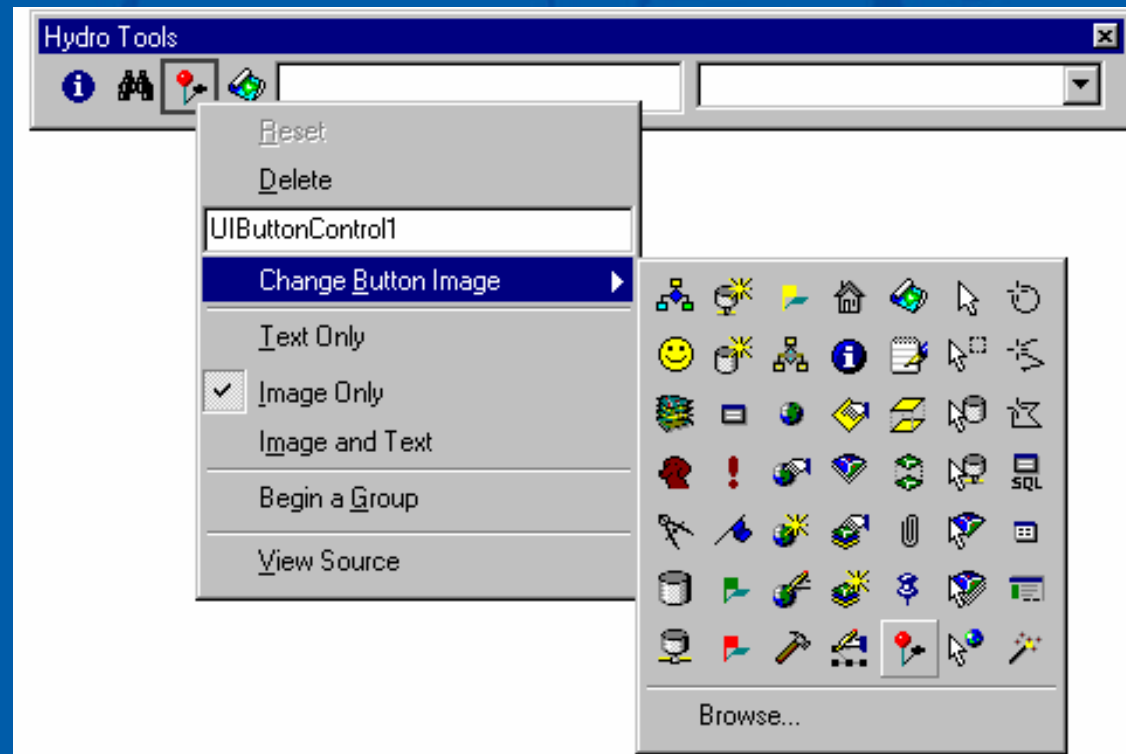 Hydro Tools
Reset
Delete
UIButtonControl1
Change Button Image
Text Only
Image Only
Image and Text
Begin a Group
View Source
SQL
Browse...